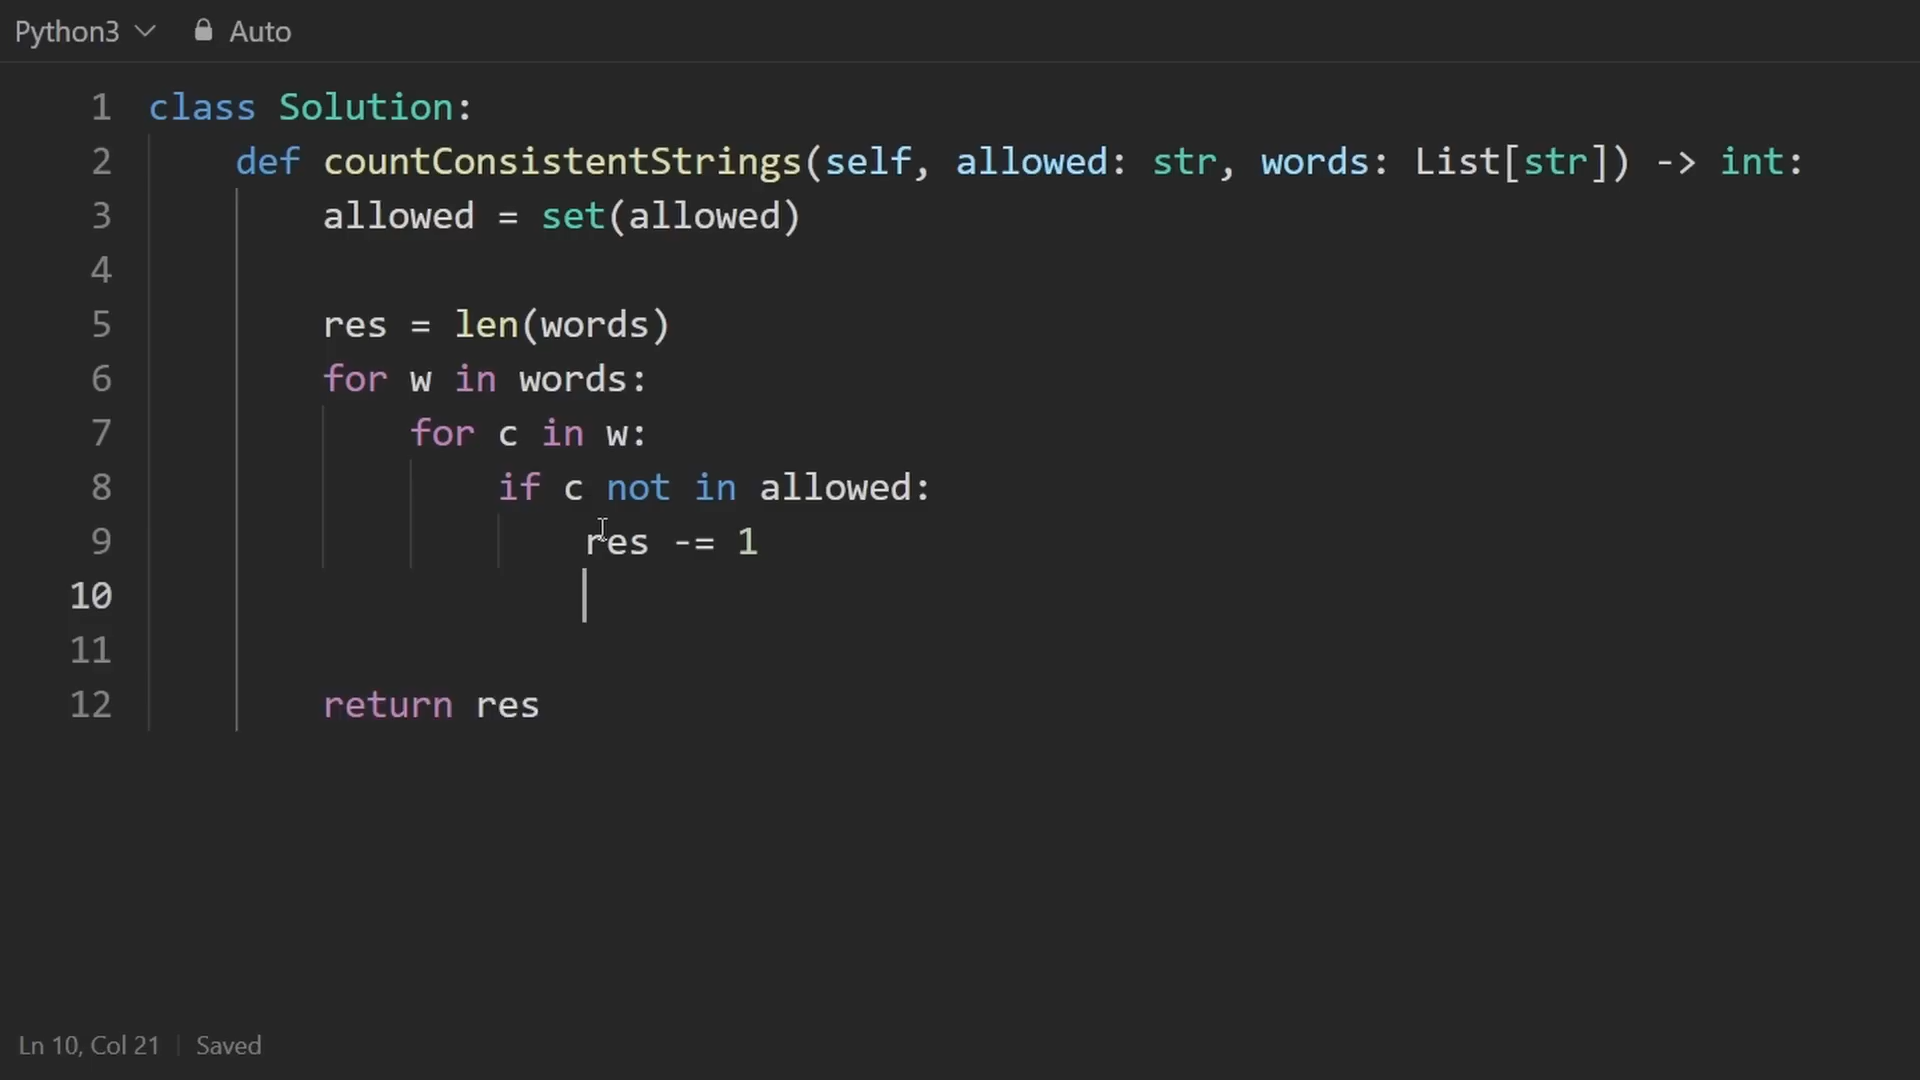 Python3 Auto
1 class Solution:
2     def countConsistentStrings(self, allowed: str, words: List[str]) -> int:
3         allowed = set(allowed)
4
5         res = len(words)
6         for w in words:
7             for c in w:
8                 if c not in allowed:
9                     res -= 1
10
11
12         return res
Ln 10, Col 21 Saved